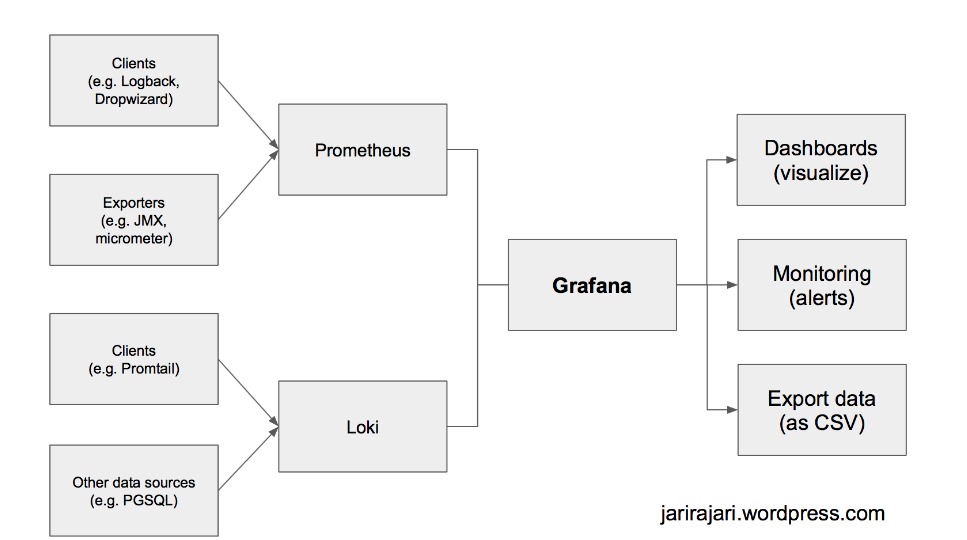 Clients
(e.g. Logback,
Dropwizard)
Exporters
(e.g. JMX,
micrometer)
Prometheus
Clients
(e.g. Promtail)
Other data sources
(e.g. PGSQL)
Loki
Grafana
Dashboards
(visualize)
Monitoring
(alerts)
Export data
(as CSV)
jarirajari.wordpress.com